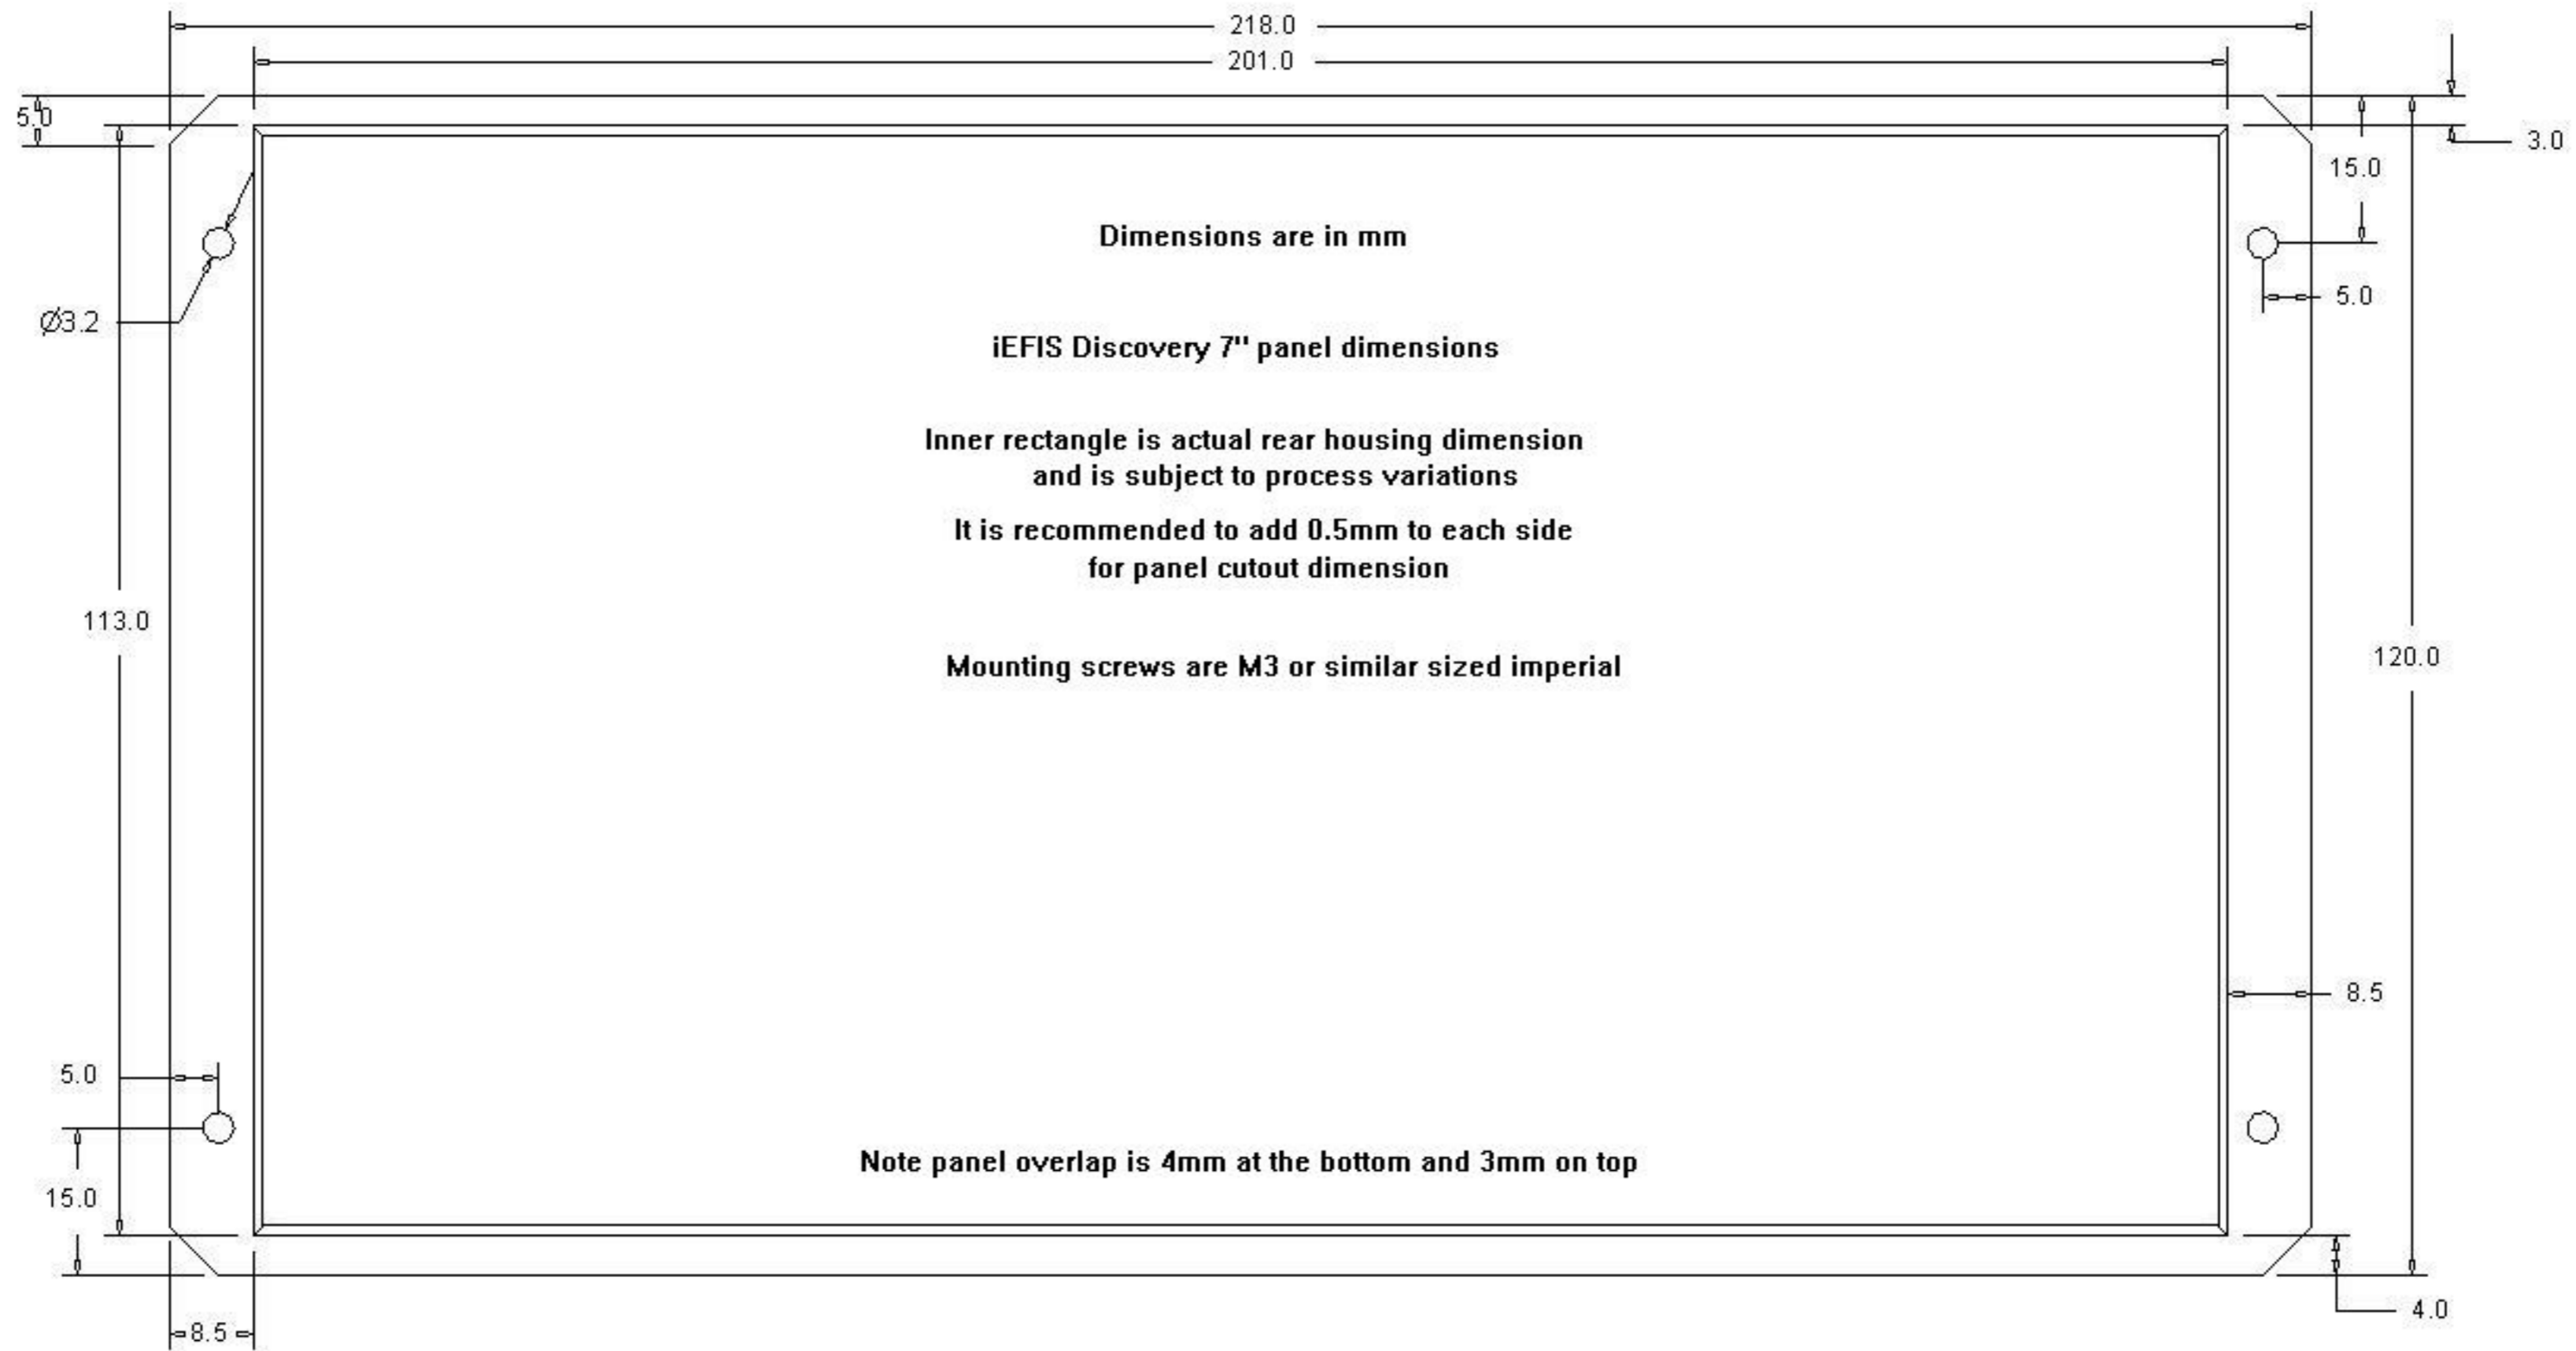 218.0
201.0
5.0
3.0
15.0
Dimensions are in mm
5.0
Ø3.2
iEFIS Discovery 7" panel dimensions
Inner rectangle is actual rear housing dimension
and is subject to process variations
It is recommended to add 0.5mm to each side
for panel cutout dimension
113.0
120.0
Mounting screws are M3 or similar sized imperial
8.5
5.0
Note panel overlap is 4mm at the bottom and 3mm on top
15.0
4.0
8.5